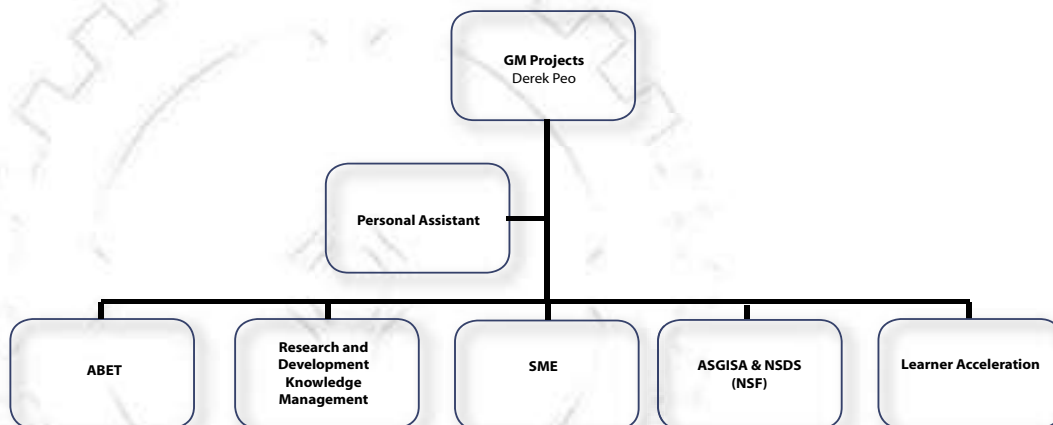 GM Projects
Derek Peo
Personal Assistant
ABET
Research and
Development
Knowledge
Management
SME
ASGISA & NSDS
(NSF)
Learner Acceleration